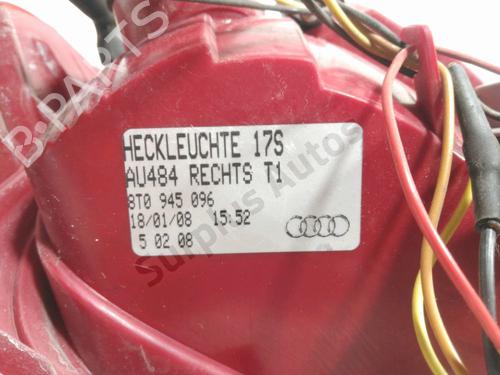 HECKLEUCHTE 17S
AU484 RECHTS T1
8T0 945 096
18/01/08 15:52
5 02 08
B-PARTS
Surplus Autos